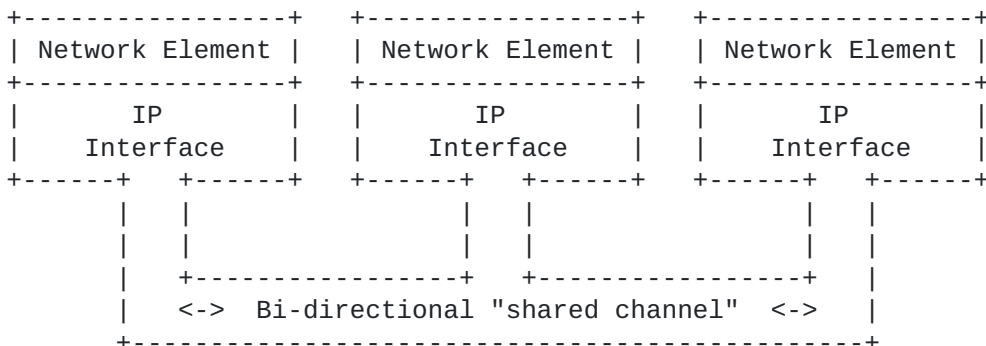 Network Element Network Element Network Element
IP IP IP
Interface Interface Interface
<-> Bi-directional "shared channel" <->